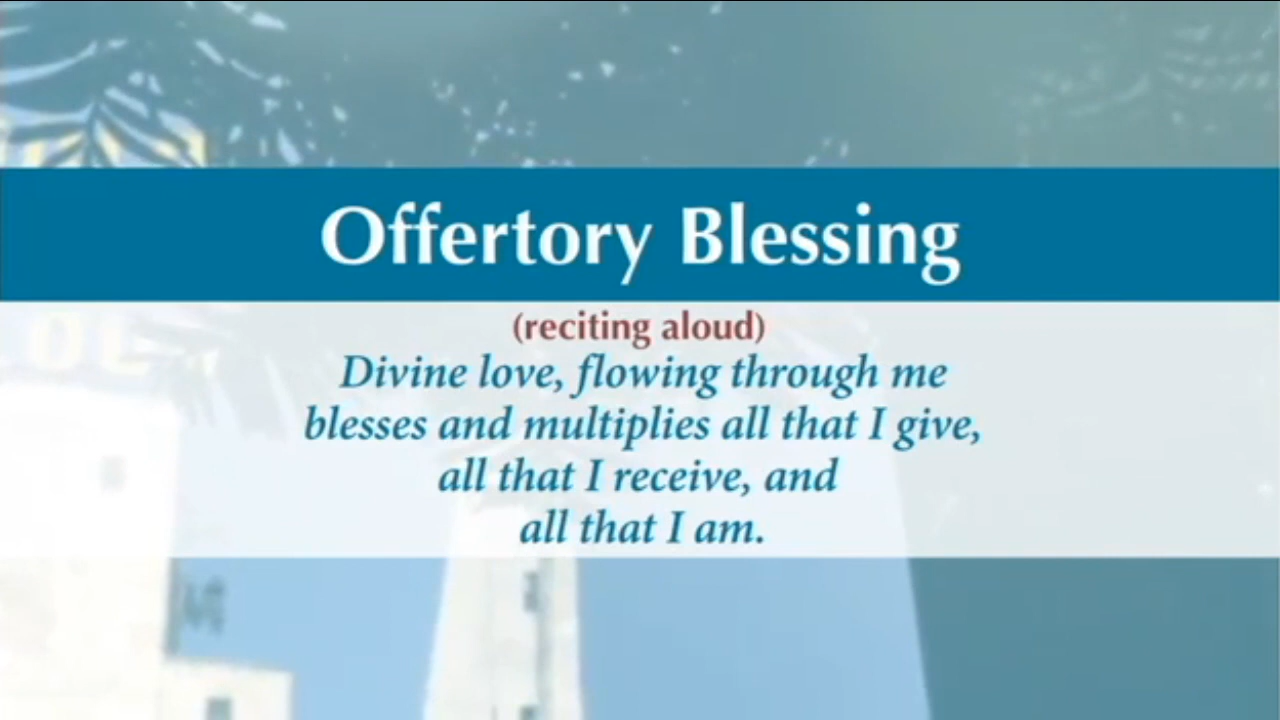 Offertory Blessing
(reciting aloud)
Divine love, flowing through me
blesses and multiplies all that I give,
all that I receive, and
all that I am.